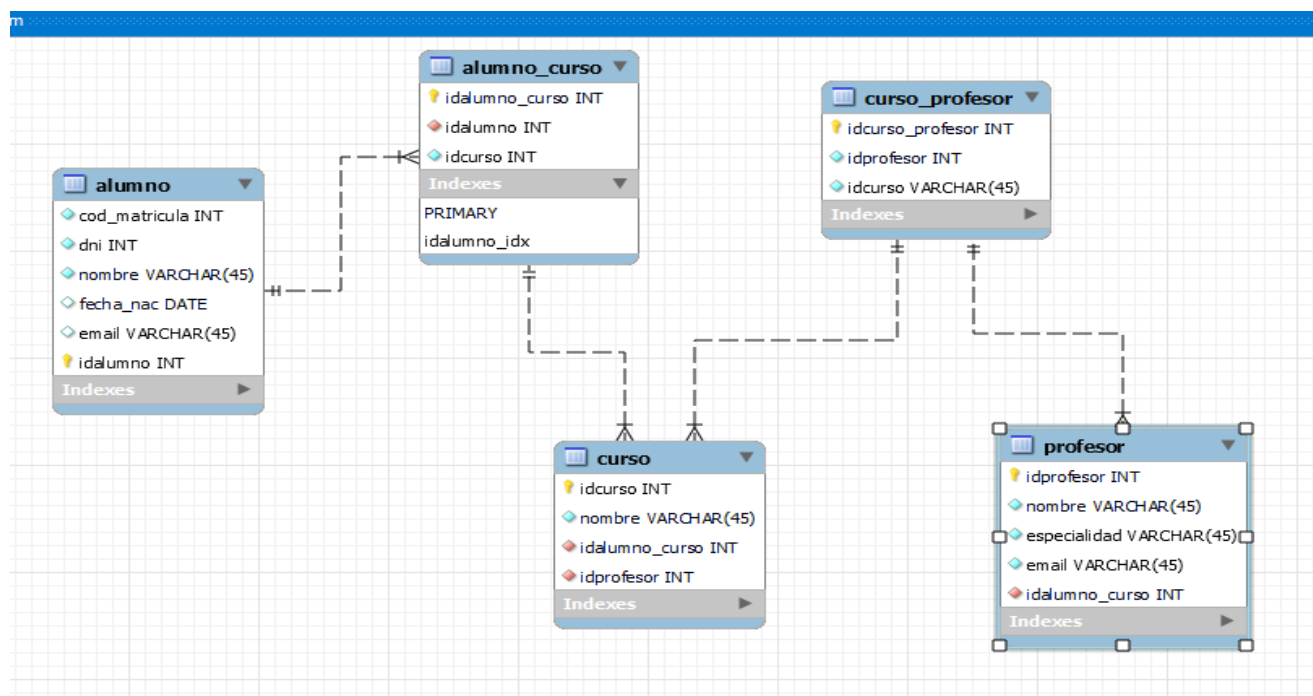 m
alumno_curso
idalumno_curso INT
idalumno INT
idcurso INT
Indexes
PRIMARY
idalumno_idx
curso_profesor
idcurso_profesor INT
idprofesor INT
idcurso VARCHAR(45)
Indexes
alumno
cod_matricula INT
dni INT
nombre VARCHAR(45)
fecha_nac DATE
email VARCHAR(45)
idalumno INT
Indexes
curso
idcurso INT
nombre VARCHAR(45)
idalumno_curso INT
idprofesor INT
Indexes
profesor
idprofesor INT
nombre VARCHAR(45)
especialidad VARCHAR(45)
email VARCHAR(45)
idalumno_curso INT
Indexes